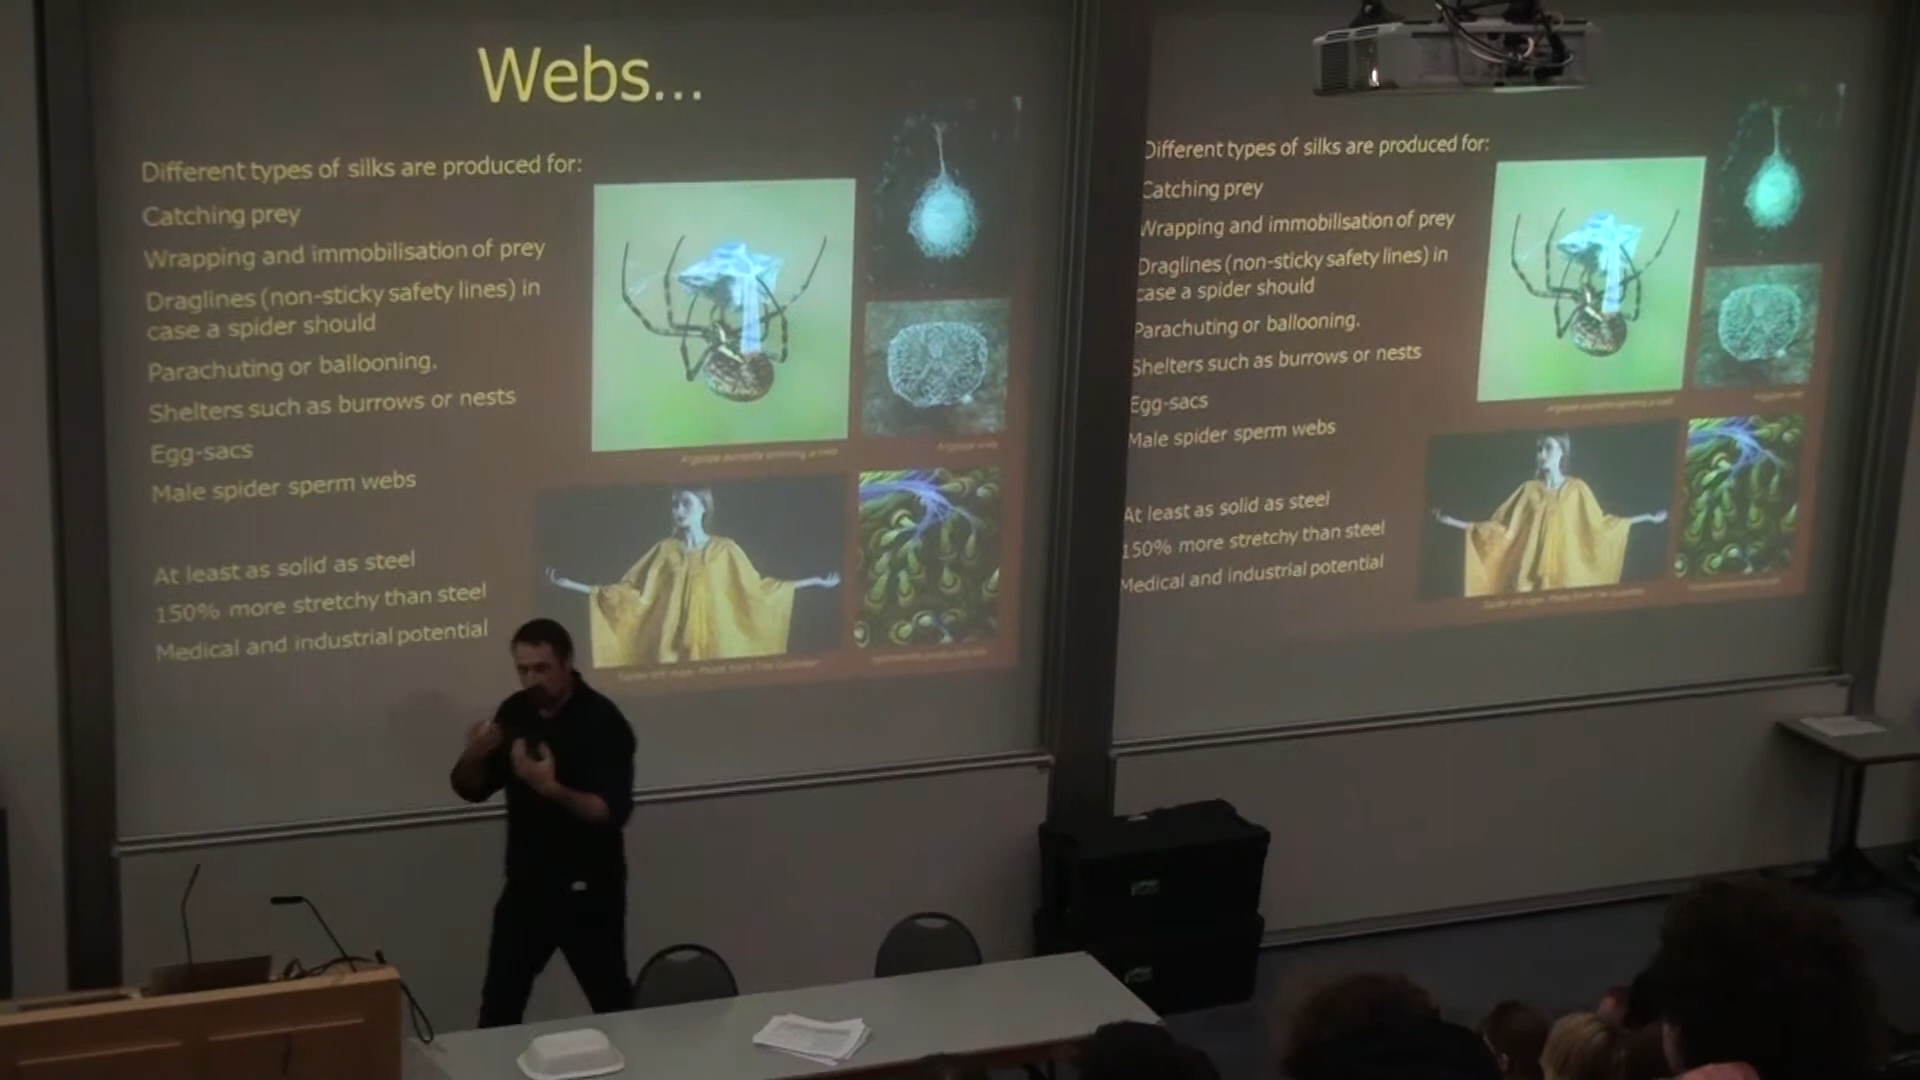 Webs...
Different types of silks are produced for:
Catching prey
Wrapping and immobilisation of prey
Draglines (non-sticky safety lines) in
case a spider should
Parachuting or ballooning.
Shelters such as burrows or nests
Egg-sacs
Male spider sperm webs
At least as solid as steel
150% more stretchy than steel
Medical and industrial potential
Different types of silks are produced for:
Catching prey
Wrapping and immobilisation of prey
Draglines (non-sticky safety lines) in
case a spider should
Parachuting or ballooning.
Shelters such as burrows or nests
Egg-sacs
Male spider sperm webs
At least as solid as steel
150% more stretchy than steel
Medical and industrial potential